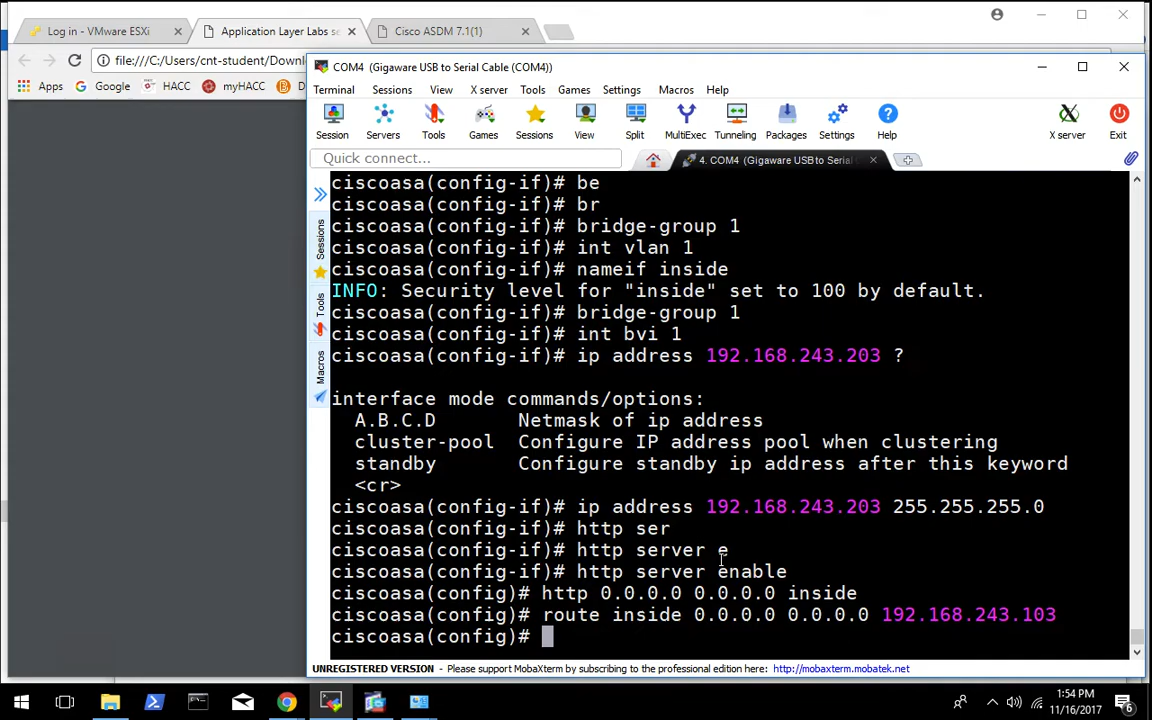 Log in - VMware ESXi
Application Layer Labs se
Cisco ASDM 7.1(1)
file:///C:/Users/cnt-student/Downl
Apps Google HACC myHACC
COM4 (Gigaware USB to Serial Cable (COM4))
Terminal Sessions View X server Tools Games Settings Macros Help
Session Servers Tools Games Sessions View Split MultiExec Tunneling Packages Settings Help X server Exit
Quick connect...
4. COM4 (Gigaware USB to Serial
Sessions
Tools
Macros
ciscoasa(config-if)# be
ciscoasa(config-if)# br
ciscoasa(config-if)# bridge-group 1
ciscoasa(config-if)# int vlan 1
ciscoasa(config-if)# nameif inside
INFO: Security level for "inside" set to 100 by default.
ciscoasa(config-if)# bridge-group 1
ciscoasa(config-if)# int bvi 1
ciscoasa(config-if)# ip address 192.168.243.203 ?
interface mode commands/options:
A.B.C.D Netmask of ip address
cluster-pool Configure IP address pool when clustering
standby Configure standby ip address after this keyword
<cr>
ciscoasa(config-if)# ip address 192.168.243.203 255.255.255.0
ciscoasa(config-if)# http ser
ciscoasa(config-if)# http server e
ciscoasa(config-if)# http server enable
ciscoasa(config)# http 0.0.0.0 0.0.0.0 inside
ciscoasa(config)# route inside 0.0.0.0 0.0.0.0 192.168.243.103
ciscoasa(config)#
UNREGISTERED VERSION - Please support MobaXterm by subscribing to the professional edition here: http://mobaxterm.mobatek.net
1:54 PM
11/16/2017
6